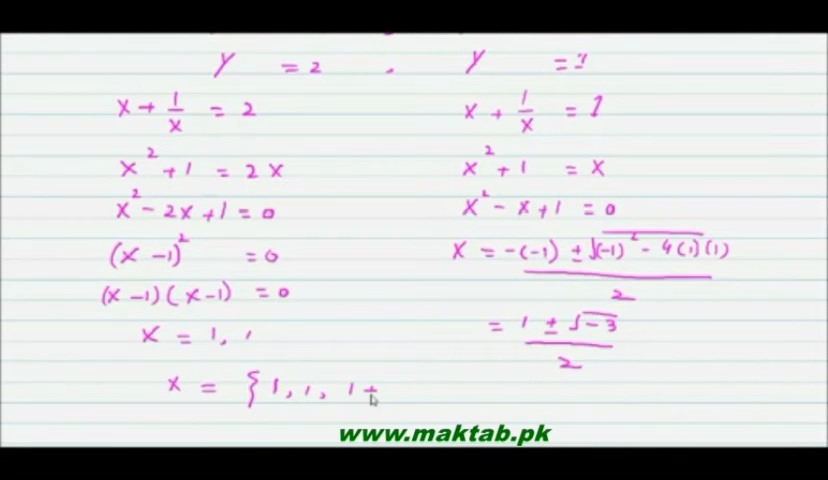 y = 2 , y = 1
x + 1/x = 2
x² + 1 = 2x
x² - 2x + 1 = 0
(x - 1)² = 0
(x - 1)(x - 1) = 0
x = 1, 1
x + 1/x = 1
x² + 1 = x
x² - x + 1 = 0
x = -(-1) ± √(-1)² - 4(1)(1) / 2
= 1 ± √-3 / 2
x = { 1, 1, 1 +
www.maktab.pk